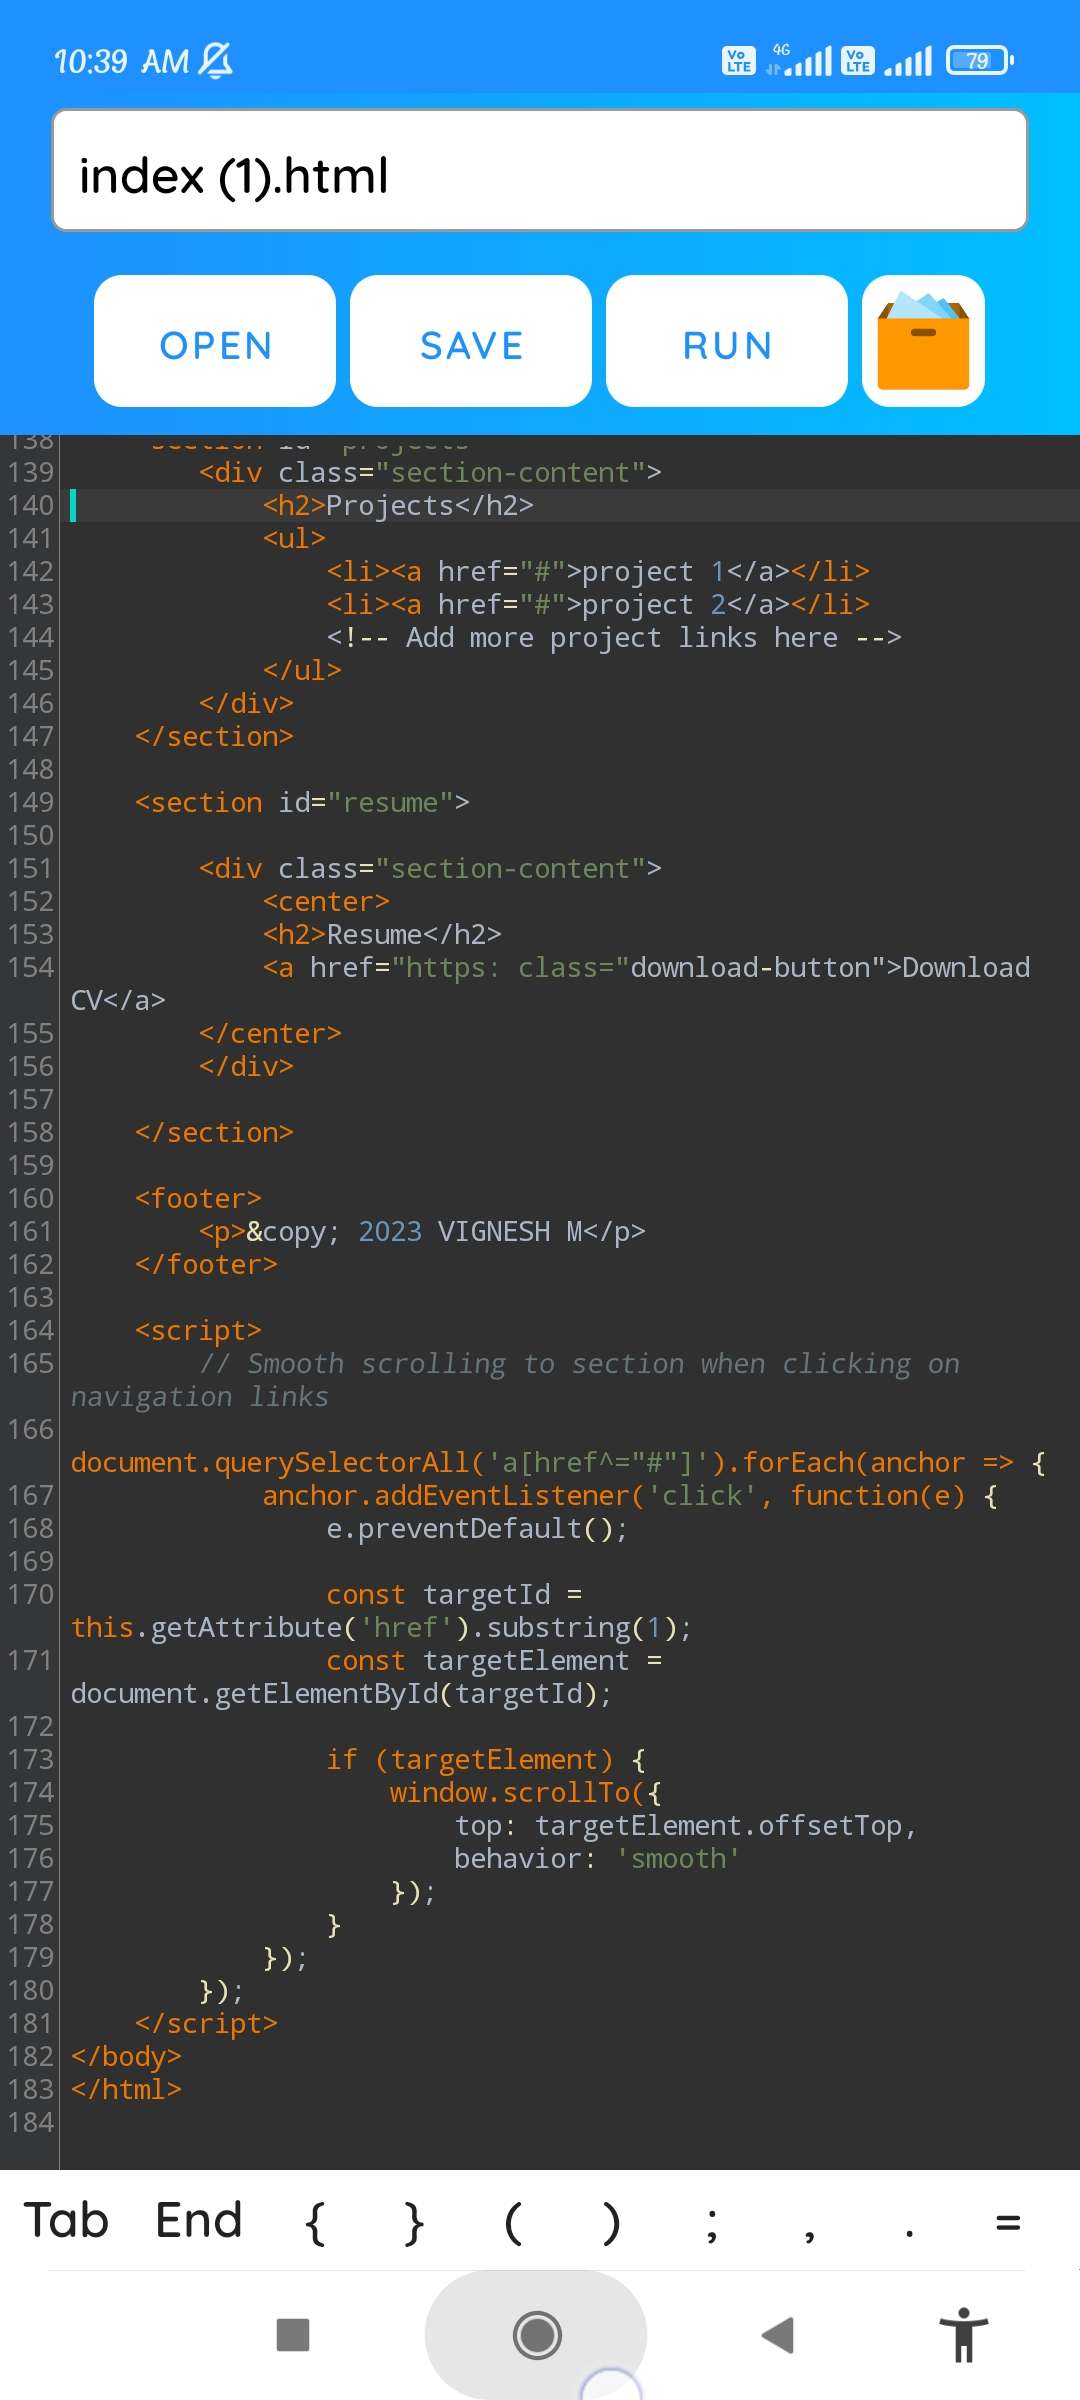 10:39 AM
Vo LTE 4G Vo LTE 79
index (1).html
OPEN SAVE RUN
138 section id projects
139 <div class="section-content">
140 <h2>Projects</h2>
141 <ul>
142 <li><a href="#">project 1</a></li>
143 <li><a href="#">project 2</a></li>
144 <!-- Add more project links here -->
145 </ul>
146 </div>
147 </section>
148
149 <section id="resume">
150
151 <div class="section-content">
152 <center>
153 <h2>Resume</h2>
154 <a href="https: class="download-button">Download
CV</a>
155 </center>
156 </div>
157
158 </section>
159
160 <footer>
161 <p>&copy; 2023 VIGNESH M</p>
162 </footer>
163
164 <script>
165 // Smooth scrolling to section when clicking on
navigation links
166
document.querySelectorAll('a[href^="#"]').forEach(anchor => {
167 anchor.addEventListener('click', function(e) {
168 e.preventDefault();
169
170 const targetId =
this.getAttribute('href').substring(1);
171 const targetElement =
document.getElementById(targetId);
172
173 if (targetElement) {
174 window.scrollTo({
175 top: targetElement.offsetTop,
176 behavior: 'smooth'
177 });
178 }
179 });
180 });
181 </script>
182 </body>
183 </html>
184
Tab End { } ( ) ; , . =